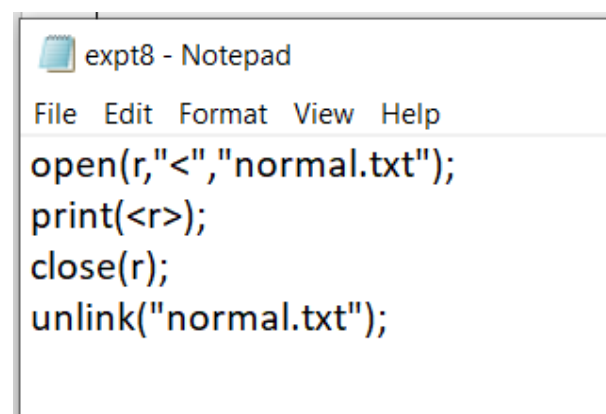 expt8 - Notepad
File Edit Format View Help
open(r,"<","normal.txt");
print(<r>);
close(r);
unlink("normal.txt");